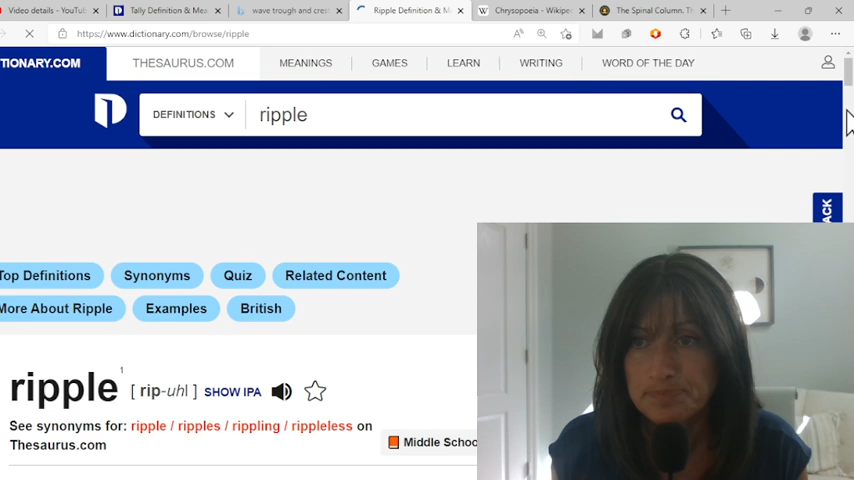 Video details - YouTub
Tally Definition & Mea
wave trough and cres
Ripple Definition & M
Chrysopoeia - Wikipe
The Spinal Column. Th
https://www.dictionary.com/browse/ripple
TIONARY.COM
THESAURUS.COM
MEANINGS
GAMES
LEARN
WRITING
WORD OF THE DAY
DEFINITIONS
ripple
ACK
Top Definitions
Synonyms
Quiz
Related Content
More About Ripple
Examples
British
ripple 1 [ rip-uhl ] SHOW IPA
See synonyms for: ripple / ripples / rippling / rippleless on
Thesaurus.com
Middle Schoo